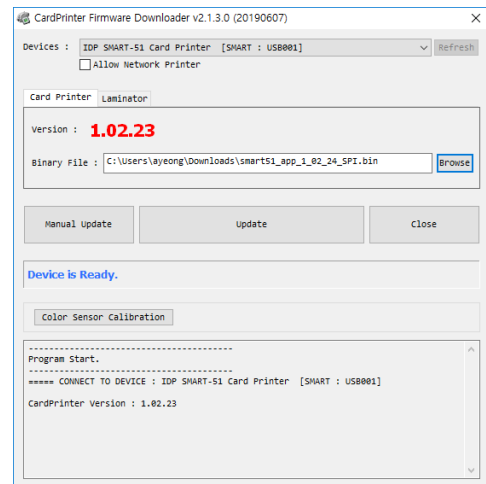 CardPrinter Firmware Downloader v2.1.3.0 (20190607)
Devices : IDP SMART-51 Card Printer [SMART : USB001] Refresh
Allow Network Printer
Card Printer Laminator
Version : 1.02.23
Binary File : C:\Users\ayeong\Downloads\smart51_app_1_02_24_SPI.bin Browse
Manual Update Update Close
Device is Ready.
Color Sensor Calibration
---------------------------------------
Program Start.
---------------------------------------
===== CONNECT TO DEVICE : IDP SMART-51 Card Printer [SMART : USB001]
CardPrinter Version : 1.02.23